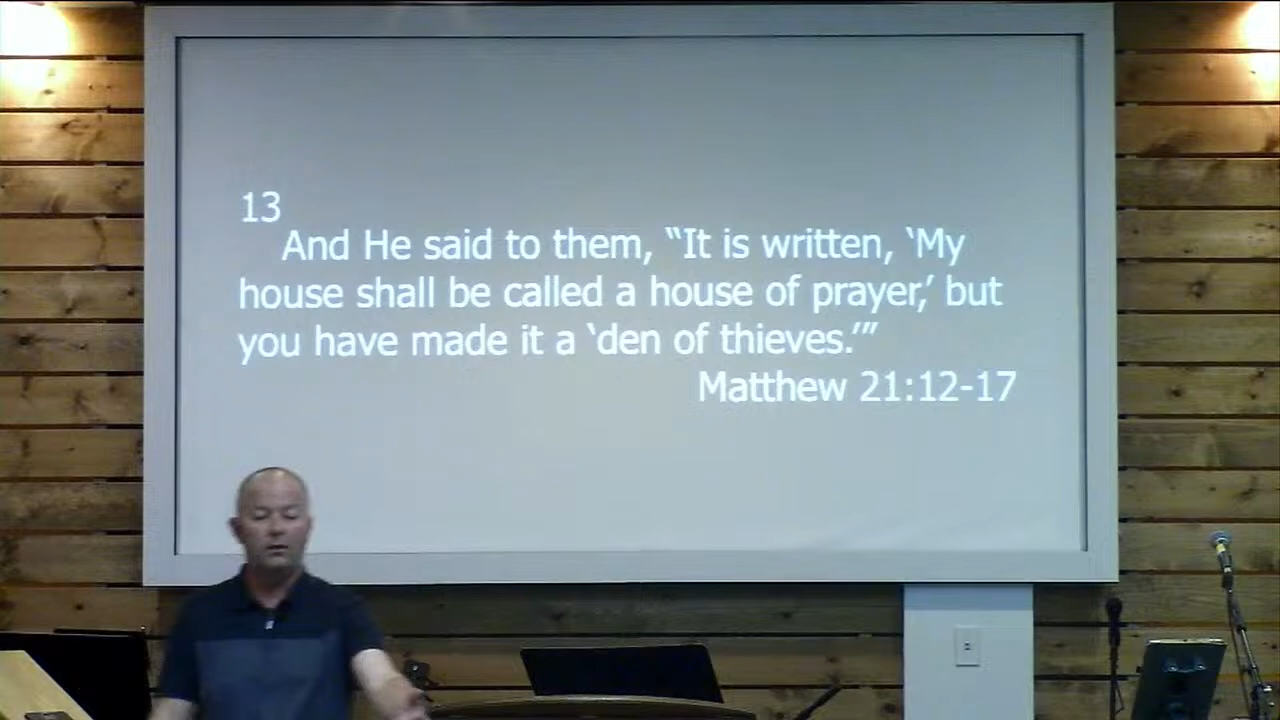 13
And He said to them, “It is written, ‘My
house shall be called a house of prayer,’ but
you have made it a ‘den of thieves.’”
Matthew 21:12-17